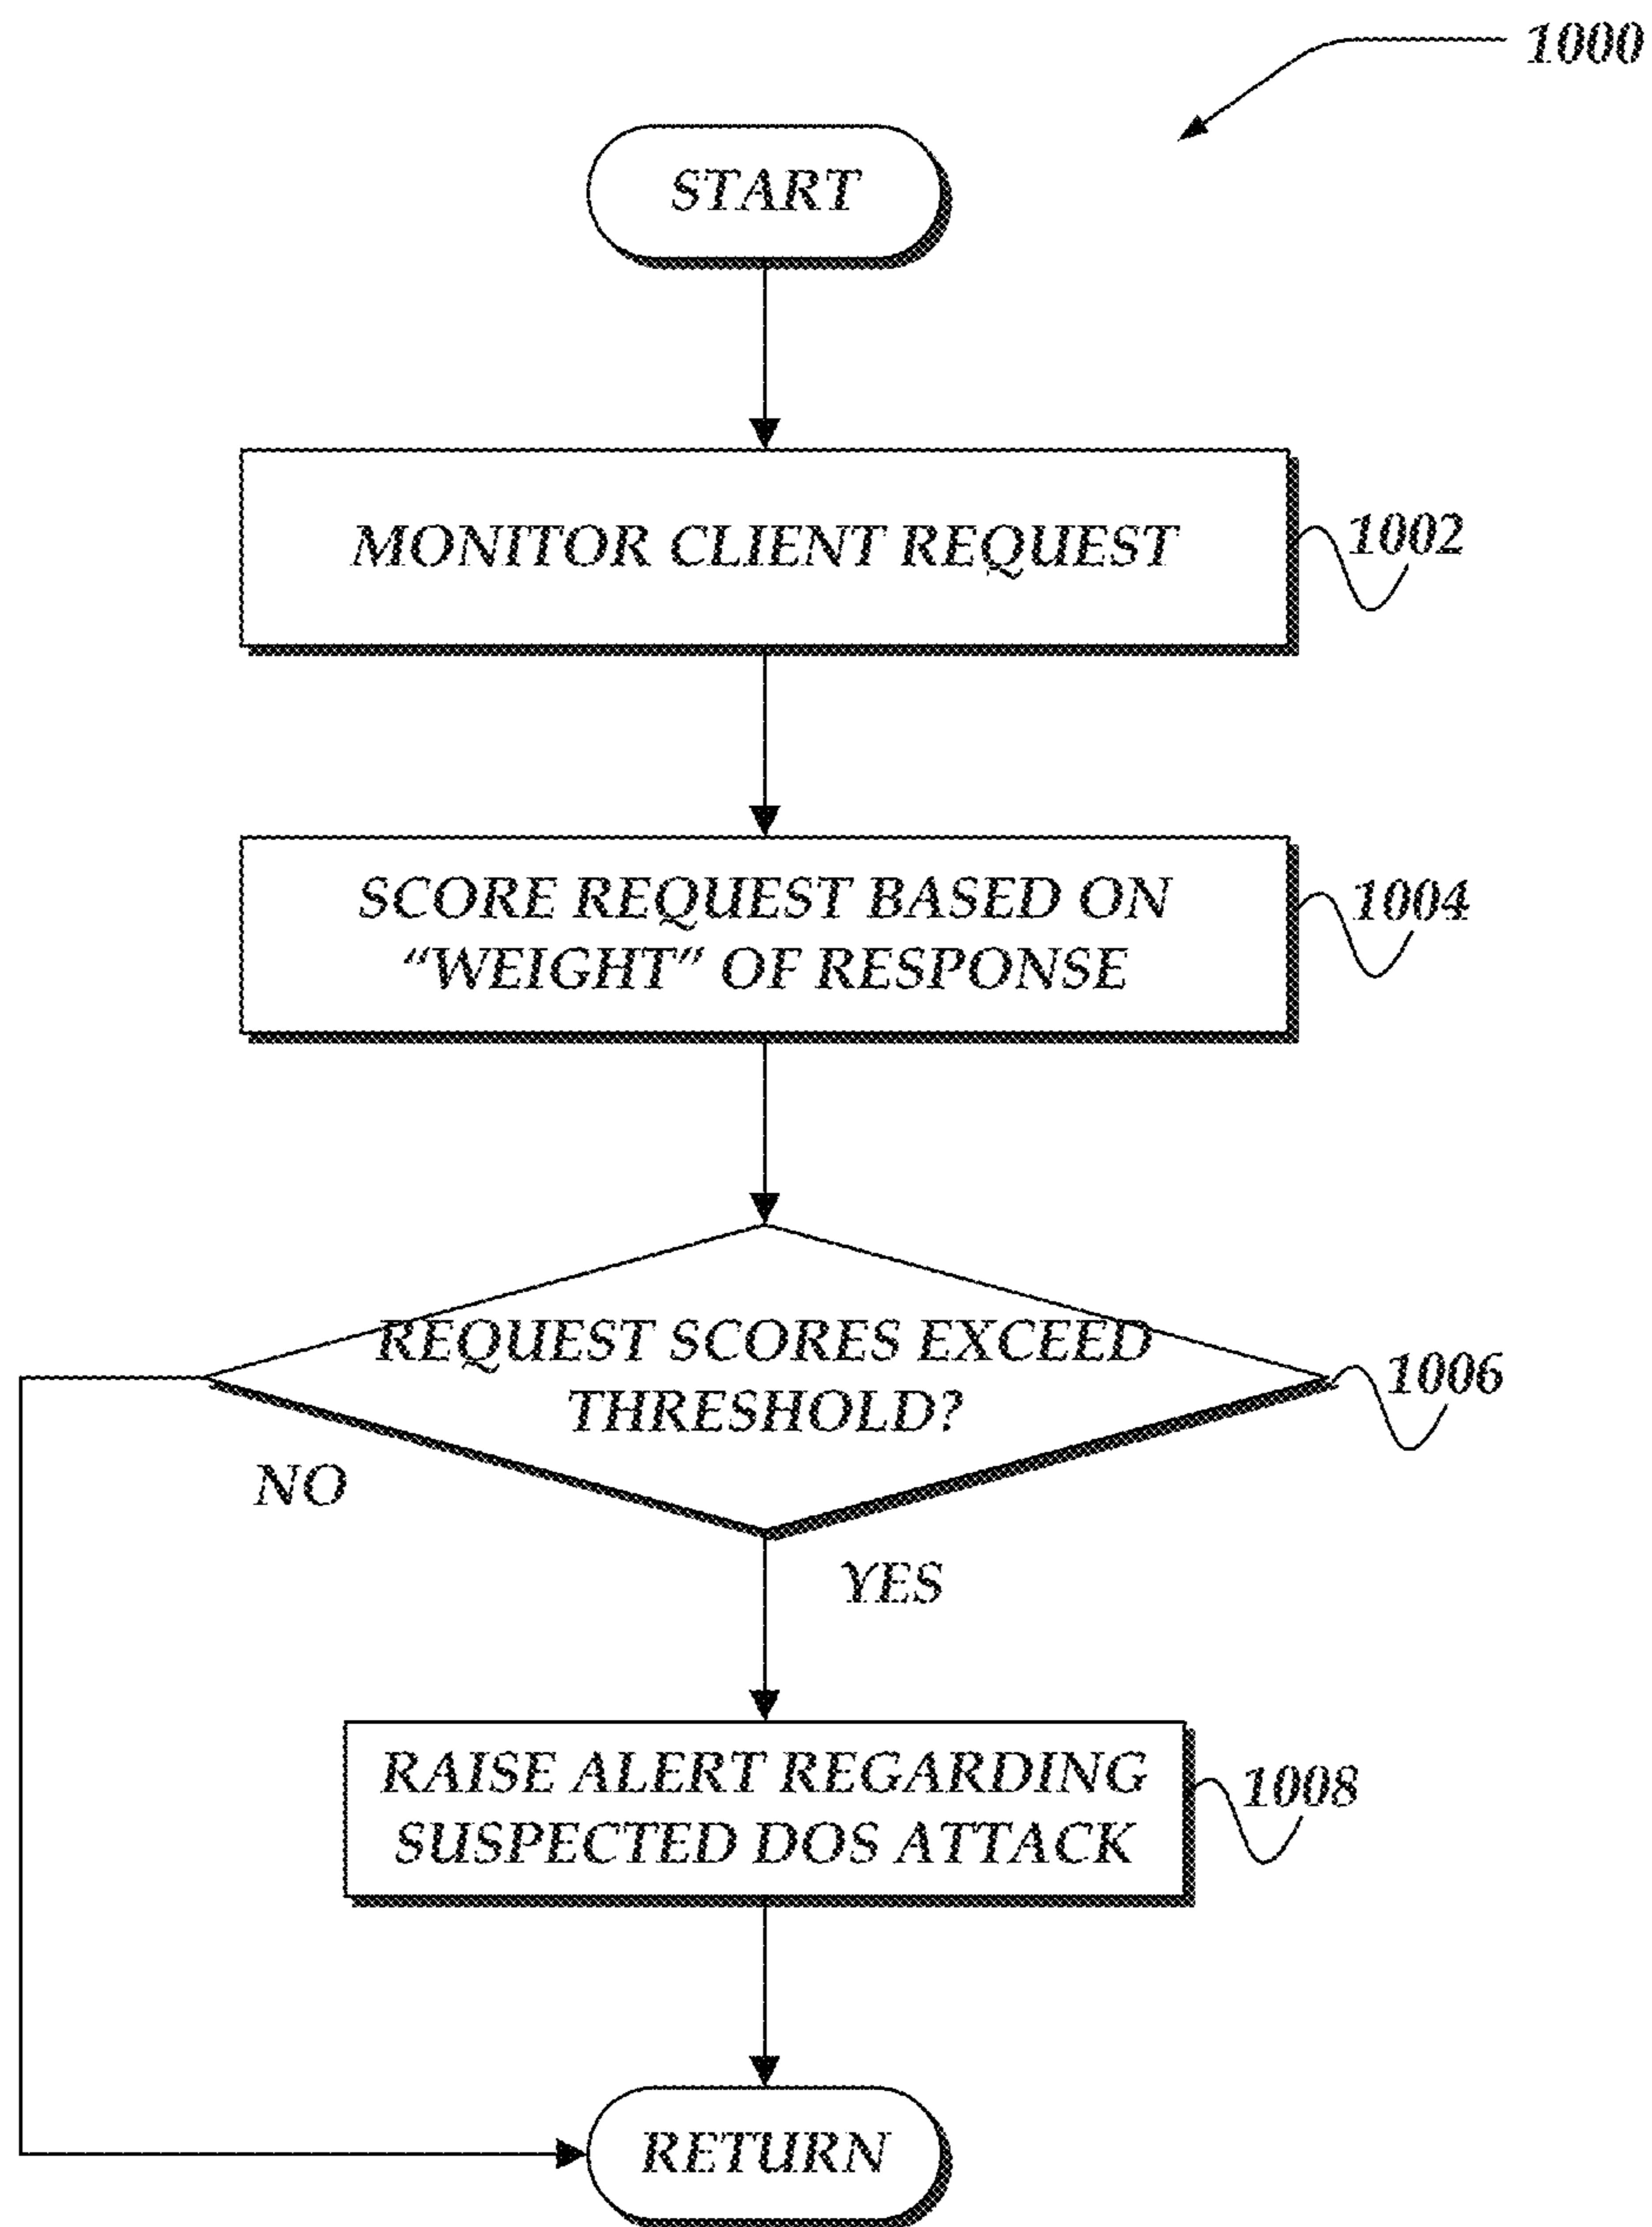 1000
START
MONITOR CLIENT REQUEST
1002
SCORE REQUEST BASED ON
“WEIGHT” OF RESPONSE
1004
REQUEST SCORES EXCEED
THRESHOLD?
1006
NO
YES
RAISE ALERT REGARDING
SUSPECTED DOS ATTACK
1008
RETURN